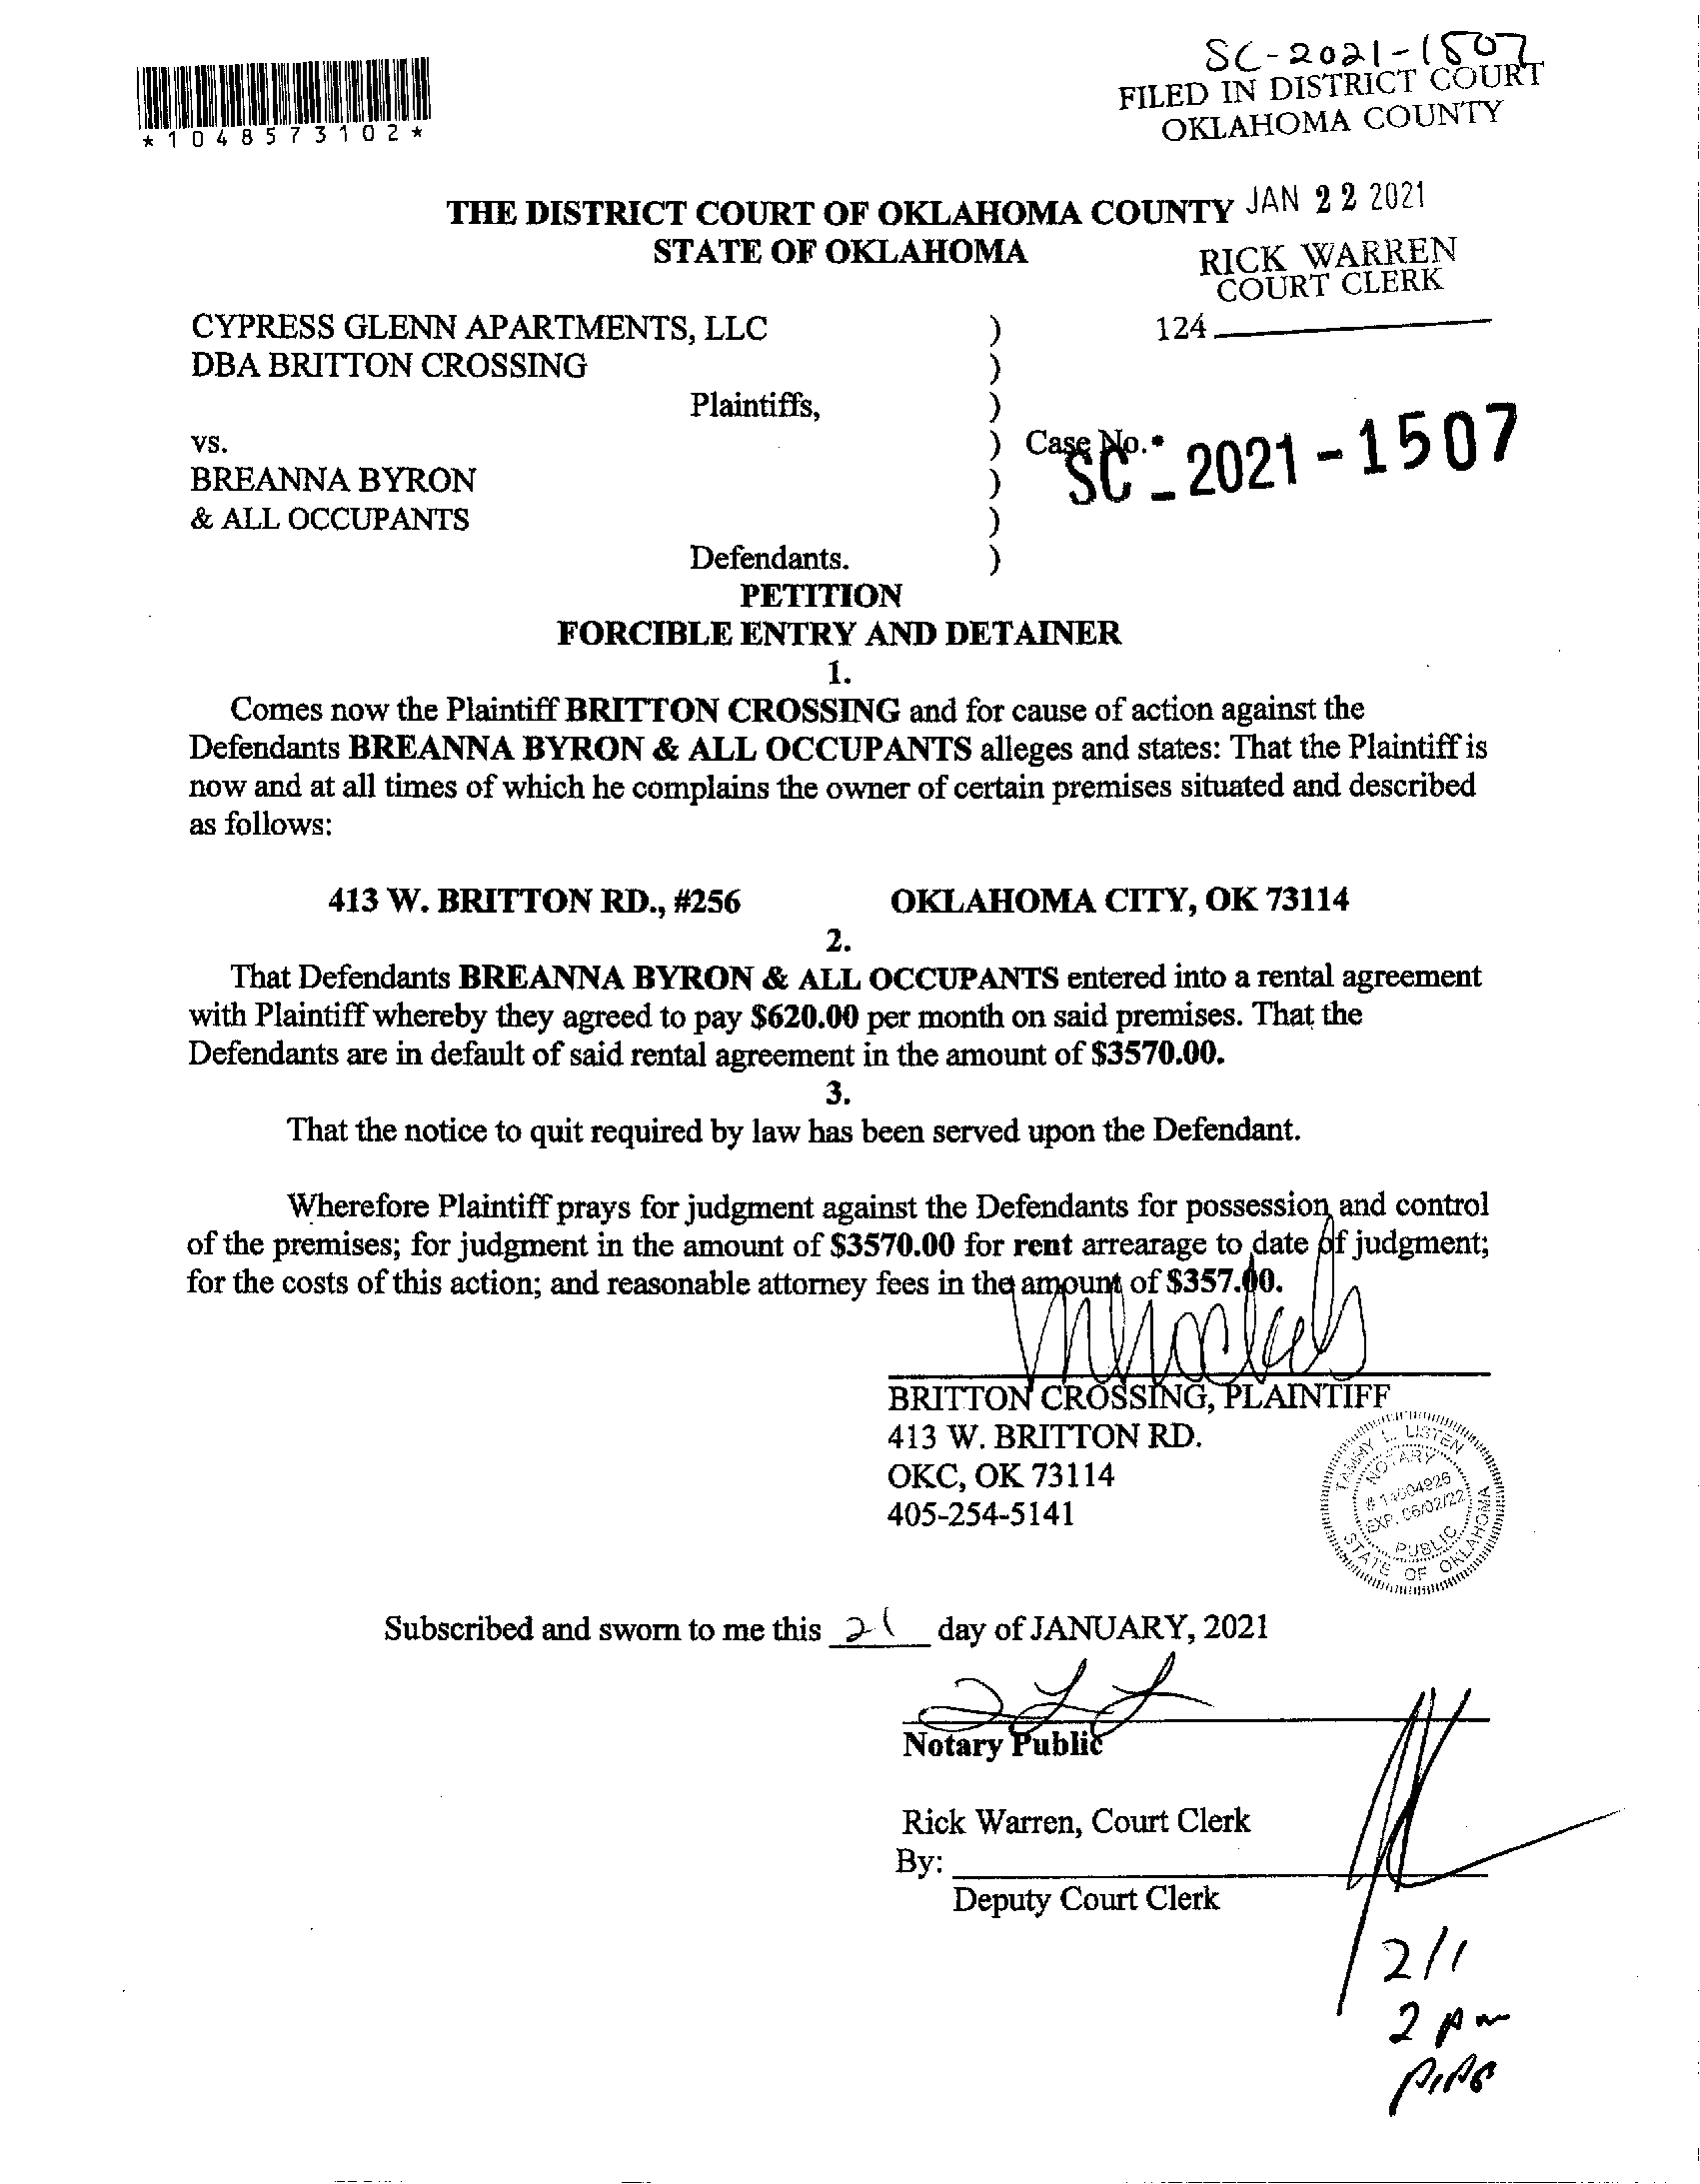 SC-2021-1507
FILED IN DISTRICT COURT
OKLAHOMA COUNTY
*1048573102*
JAN 22 2021
THE DISTRICT COURT OF OKLAHOMA COUNTY
STATE OF OKLAHOMA
RICK WARREN
COURT CLERK
124
CYPRESS GLENN APARTMENTS, LLC )
DBA BRITTON CROSSING )
Plaintiffs, )
vs. ) Case No.
SC - 2021 - 1507
BREANNA BYRON )
& ALL OCCUPANTS )
Defendants. )
PETITION
FORCIBLE ENTRY AND DETAINER
1.
Comes now the Plaintiff BRITTON CROSSING and for cause of action against the
Defendants BREANNA BYRON & ALL OCCUPANTS alleges and states: That the Plaintiff is
now and at all times of which he complains the owner of certain premises situated and described
as follows:
413 W. BRITTON RD., #256 OKLAHOMA CITY, OK 73114
2.
That Defendants BREANNA BYRON & ALL OCCUPANTS entered into a rental agreement
with Plaintiff whereby they agreed to pay $620.00 per month on said premises. That the
Defendants are in default of said rental agreement in the amount of $3570.00.
3.
That the notice to quit required by law has been served upon the Defendant.
Wherefore Plaintiff prays for judgment against the Defendants for possession and control
of the premises; for judgment in the amount of $3570.00 for rent arrearage to date of judgment;
for the costs of this action; and reasonable attorney fees in the amount of $357.00.
BRITTON CROSSING, PLAINTIFF
413 W. BRITTON RD.
OKC, OK 73114
405-254-5141
TAMMY L. LISTEN
NOTARY
# 14004926
EXP. 06/02/22
PUBLIC
STATE OF OKLAHOMA
Subscribed and sworn to me this 21 day of JANUARY, 2021
Notary Public
Rick Warren, Court Clerk
By:
Deputy Court Clerk
2/1
2 pm